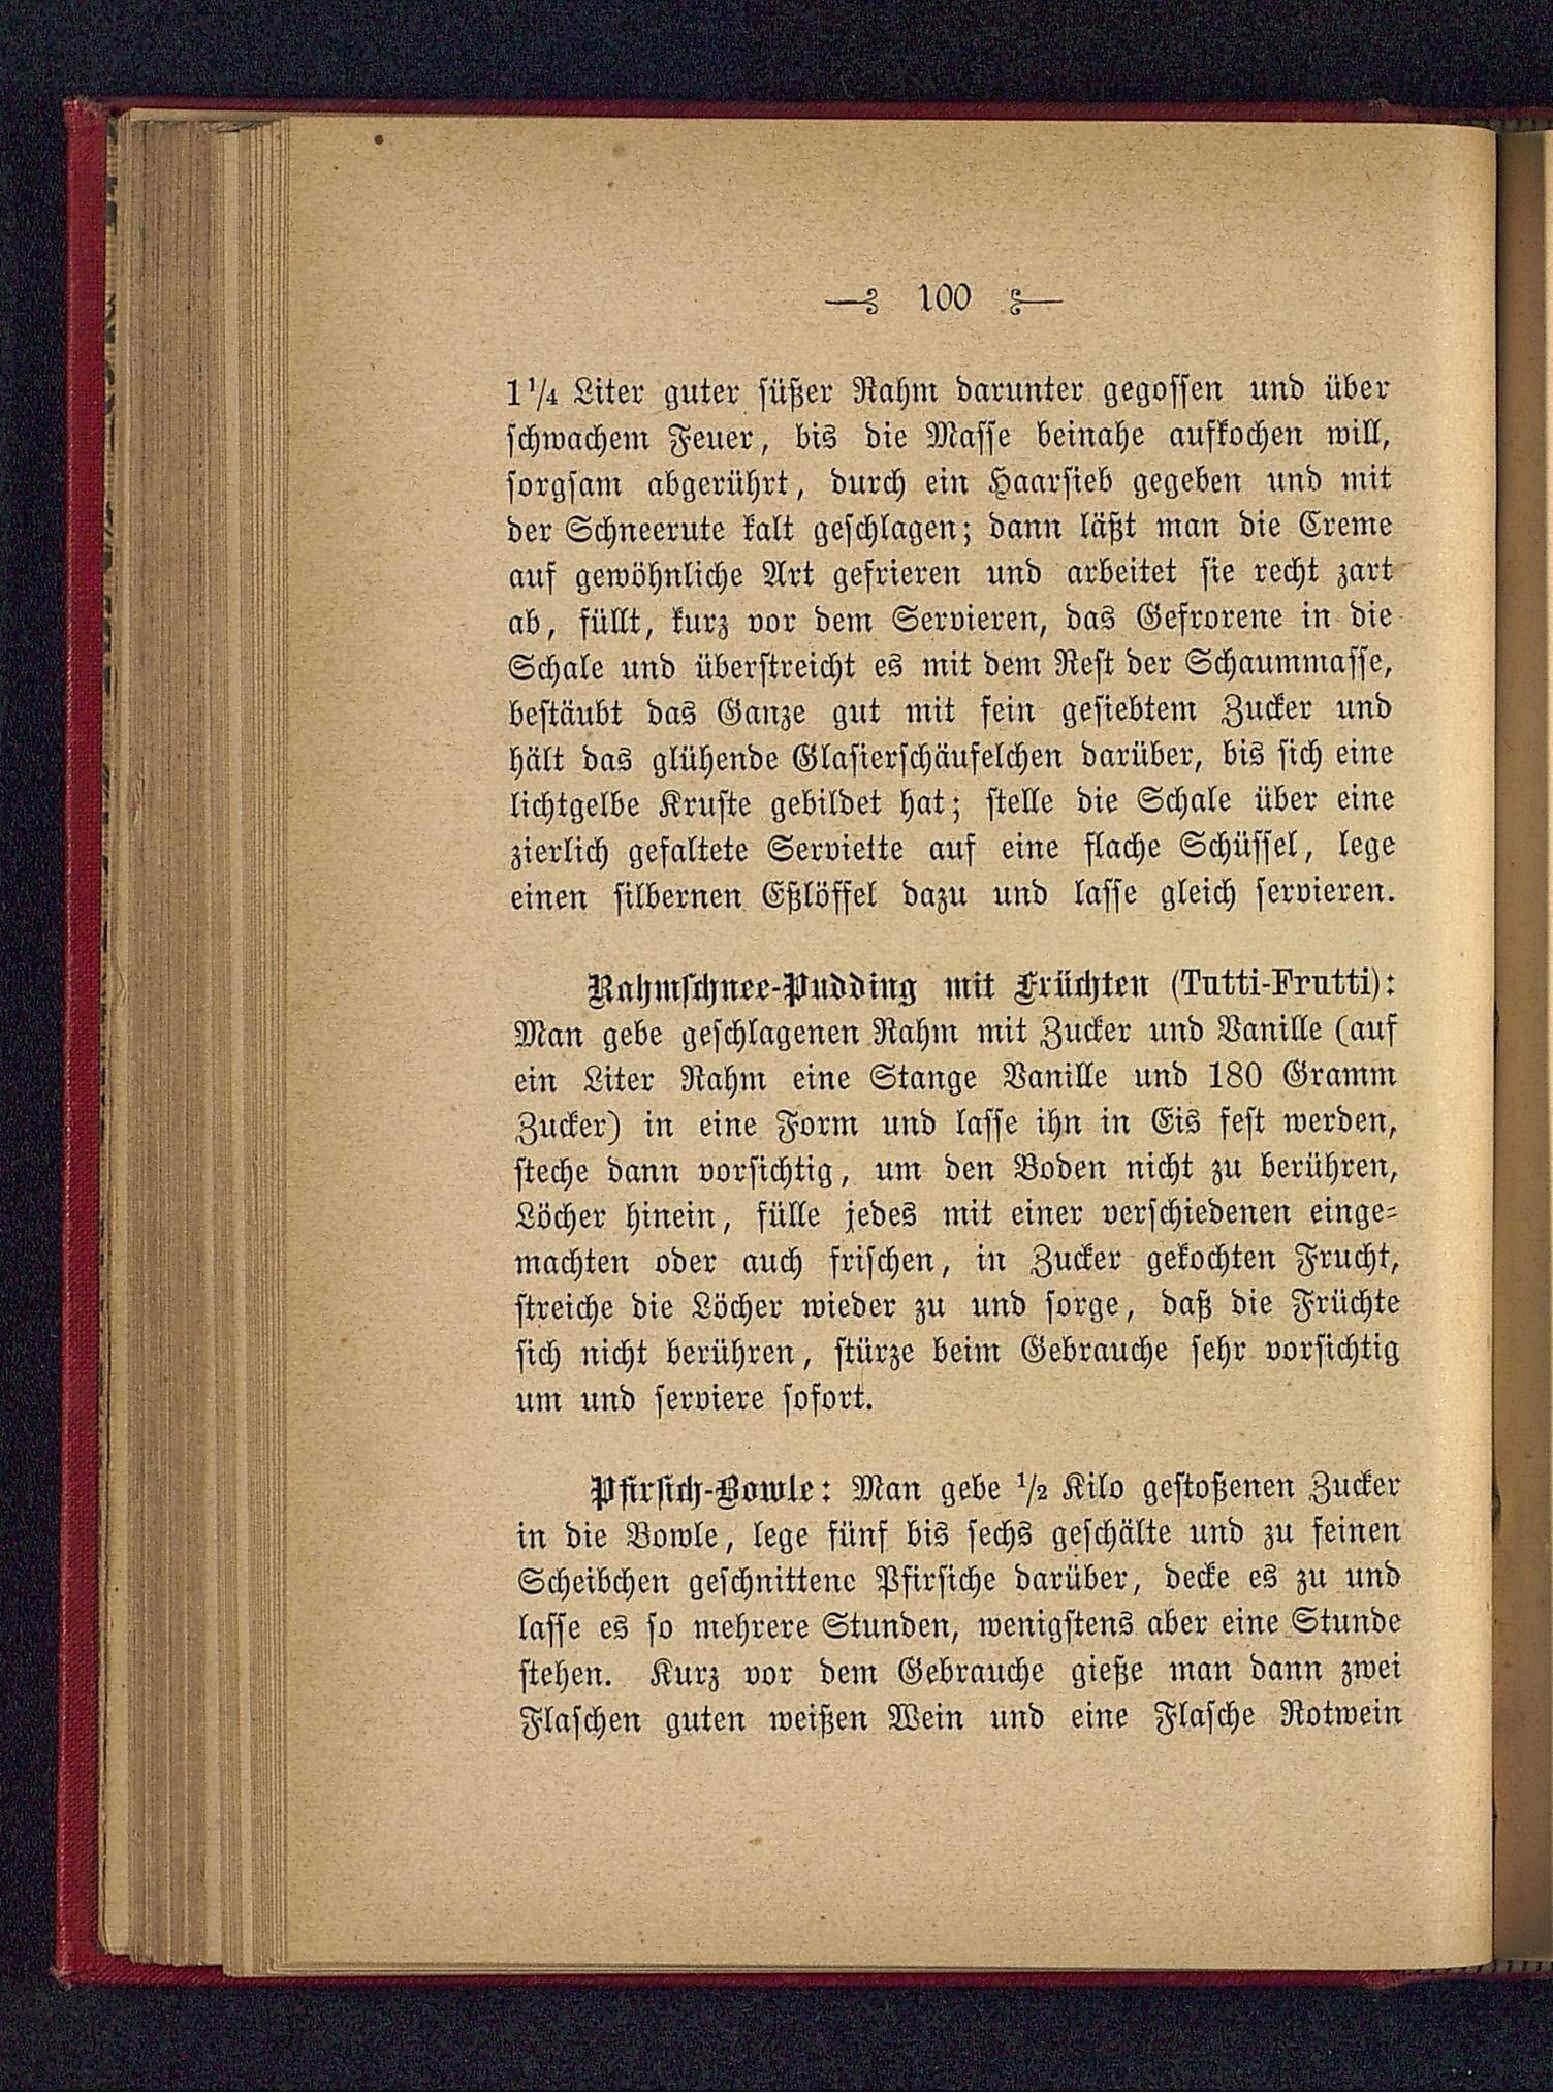 100
1 1/4 Liter guter süßer Rahm darunter gegossen und über
schwachem Feuer, bis die Masse beinahe aufkochen will,
sorgsam abgerührt, durch ein Haarsieb gegeben und mit
der Schneerute kalt geschlagen; dann läßt man die Creme
auf gewöhnliche Art gefrieren und arbeitet sie recht zart
ab, füllt, kurz vor dem Servieren, das Gefrorene in die
Schale und überstreicht es mit dem Rest der Schaummasse,
bestäubt das Ganze gut mit fein gesiebtem Zucker und
hält das glühende Glasierschäufelchen darüber, bis sich eine
lichtgelbe Kruste gebildet hat; stelle die Schale über eine
zierlich gefaltete Serviette auf eine flache Schüssel, lege
einen silbernen Eßlöffel dazu und lasse gleich servieren.
Rahmschnee-Pudding mit Früchten (Tutti-Frutti):
Man gebe geschlagenen Rahm mit Zucker und Vanille (auf
ein Liter Rahm eine Stange Vanille und 180 Gramm
Zucker) in eine Form und lasse ihn in Eis fest werden,
steche dann vorsichtig, um den Boden nicht zu berühren,
Löcher hinein, fülle jedes mit einer verschiedenen einge-
machten oder auch frischen, in Zucker gekochten Frucht,
streiche die Löcher wieder zu und sorge, daß die Früchte
sich nicht berühren, stürze beim Gebrauche sehr vorsichtig
um und serviere sofort.
Pfirsich-Bowle: Man gebe 1/2 Kilo gestoßenen Zucker
in die Bowle, lege fünf bis sechs geschälte und zu feinen
Scheibchen geschnittene Pfirsiche darüber, decke es zu und
lasse es so mehrere Stunden, wenigstens aber eine Stunde
stehen. Kurz vor dem Gebrauche gieße man dann zwei
Flaschen guten weißen Wein und eine Flasche Rotwein